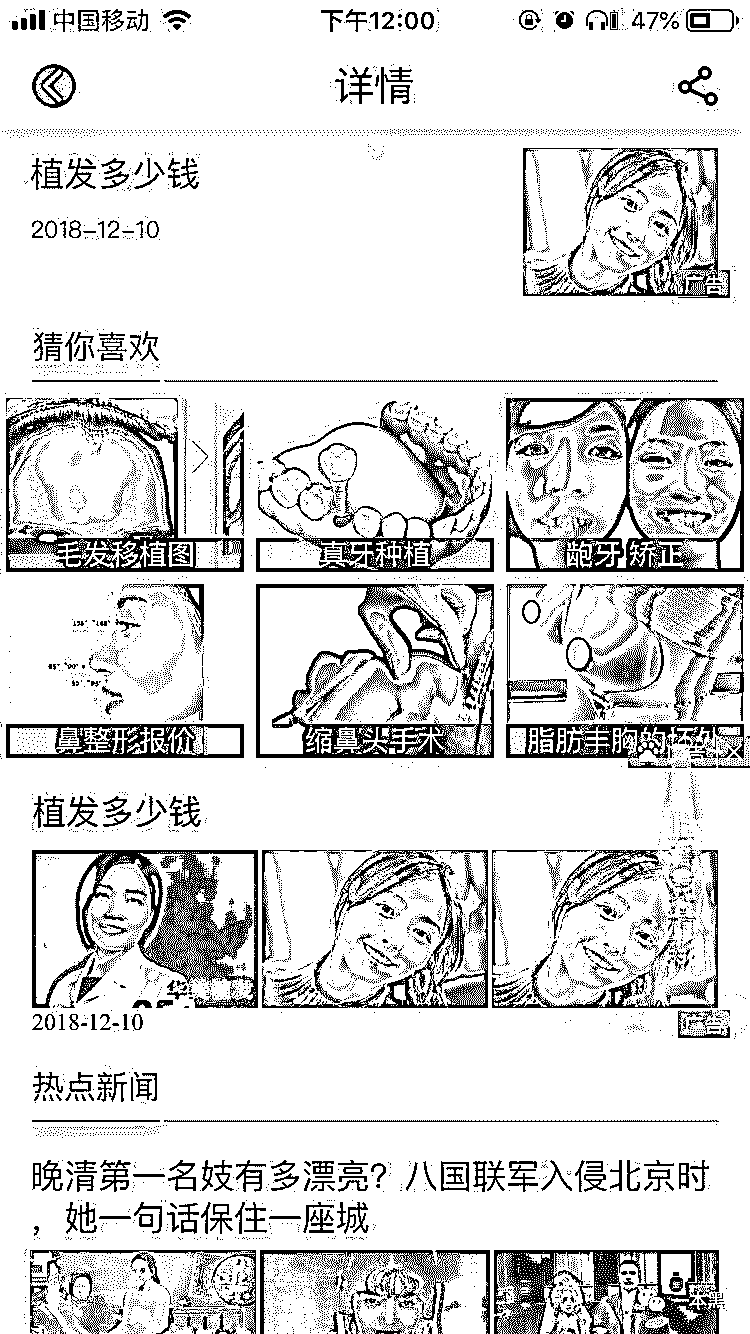 中国移动 下午12:00 47%
详情
植发多少钱
2018-12-10
广告
猜你喜欢
毛发移植图
真牙种植
龅牙 矫正
鼻整形报价
缩鼻头手术
脂肪丰胸的坏处
广告 ×
植发多少钱
2018-12-10
广告
热点新闻
晚清第一名妓有多漂亮？八国联军入侵北京时
，她一句话保住一座城